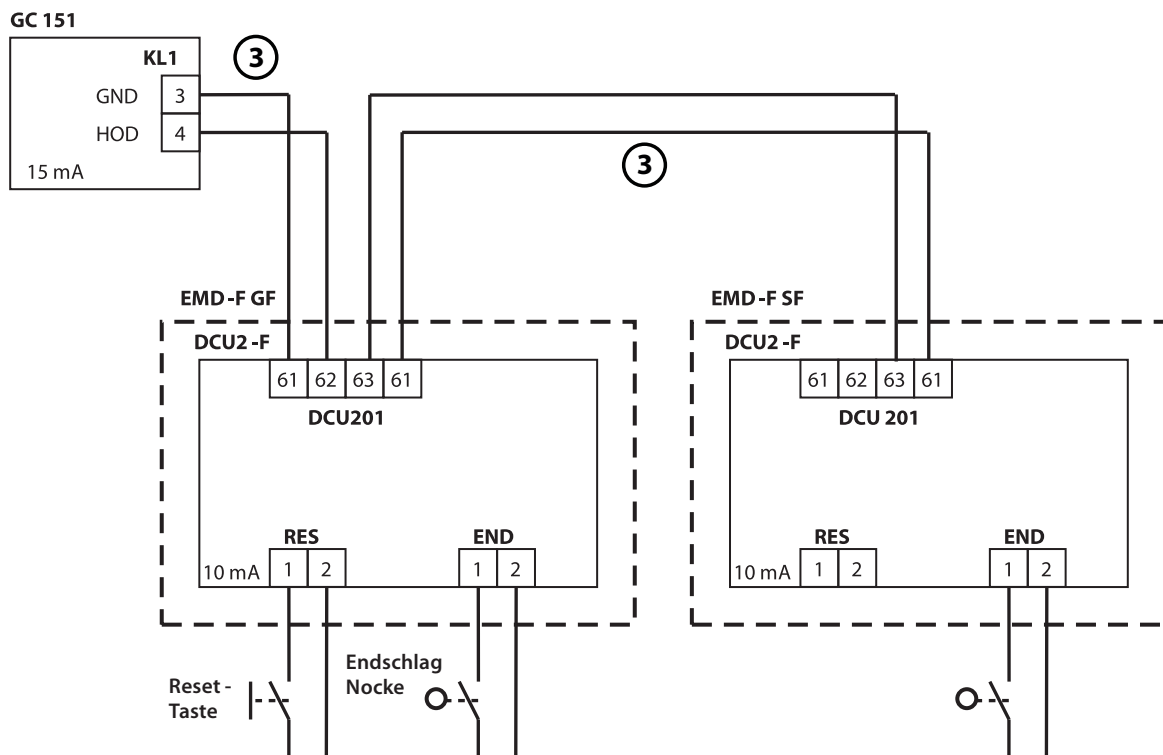 GC 151
KL1
3
GND 3
HOD 4
15 mA
3
EMD-F GF
DCU2-F
61 62 63 61
DCU201
RES
10 mA 1 2
END
1 2
EMD-F SF
DCU2-F
61 62 63 61
DCU 201
RES
10 mA 1 2
END
1 2
Reset-
Taste
Endschlag
Nocke